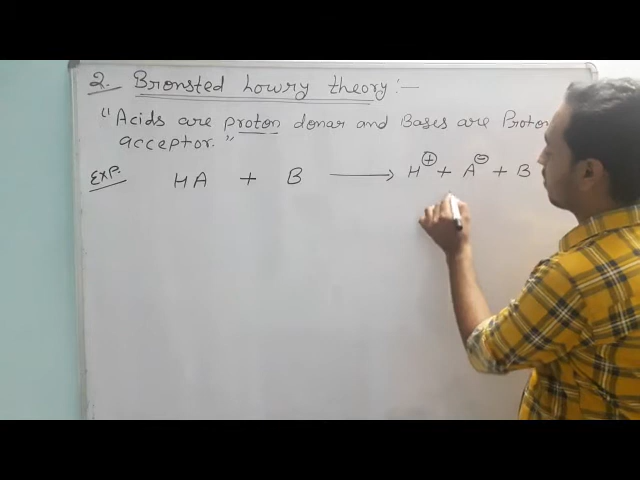 2. Bronsted Lowry theory:-
"Acids are proton donar and Bases are Proton
acceptor."
Exp. HA + B ⟶ H⊕ + A⊖ + B